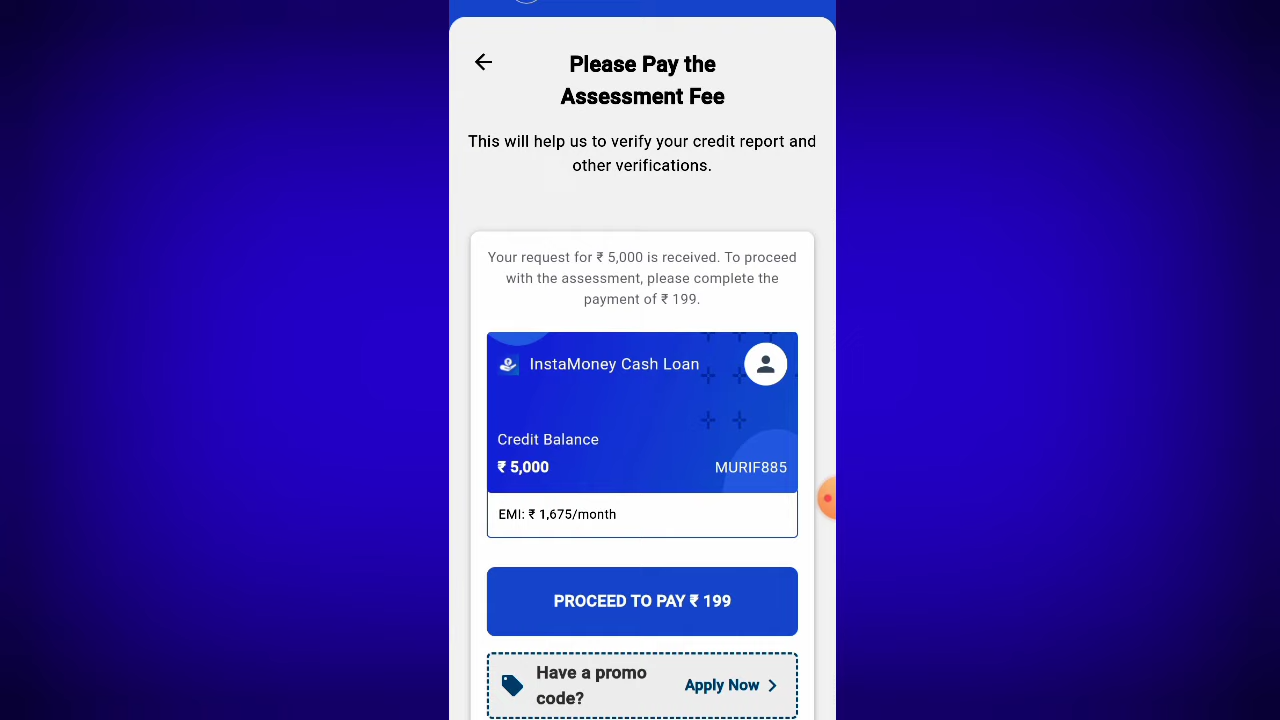 Please Pay the
Assessment Fee
This will help us to verify your credit report and
other verifications.
Your request for ₹ 5,000 is received. To proceed
with the assessment, please complete the
payment of ₹ 199.
InstaMoney Cash Loan
Credit Balance
₹ 5,000 MURIF885
EMI: ₹ 1,675/month
PROCEED TO PAY ₹ 199
Have a promo
code?
Apply Now